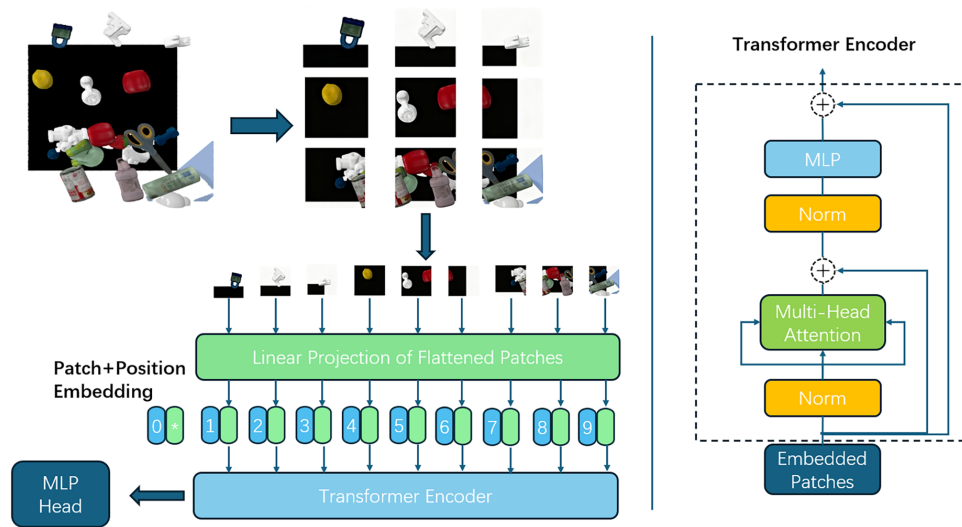 Linear Projection of Flattened Patches
Patch+Position
Embedding
0 * 1 2 3 4 5 6 7 8 9
Transformer Encoder
MLP
Head
Transformer Encoder
+
MLP
Norm
+
Multi-Head
Attention
Norm
Embedded
Patches